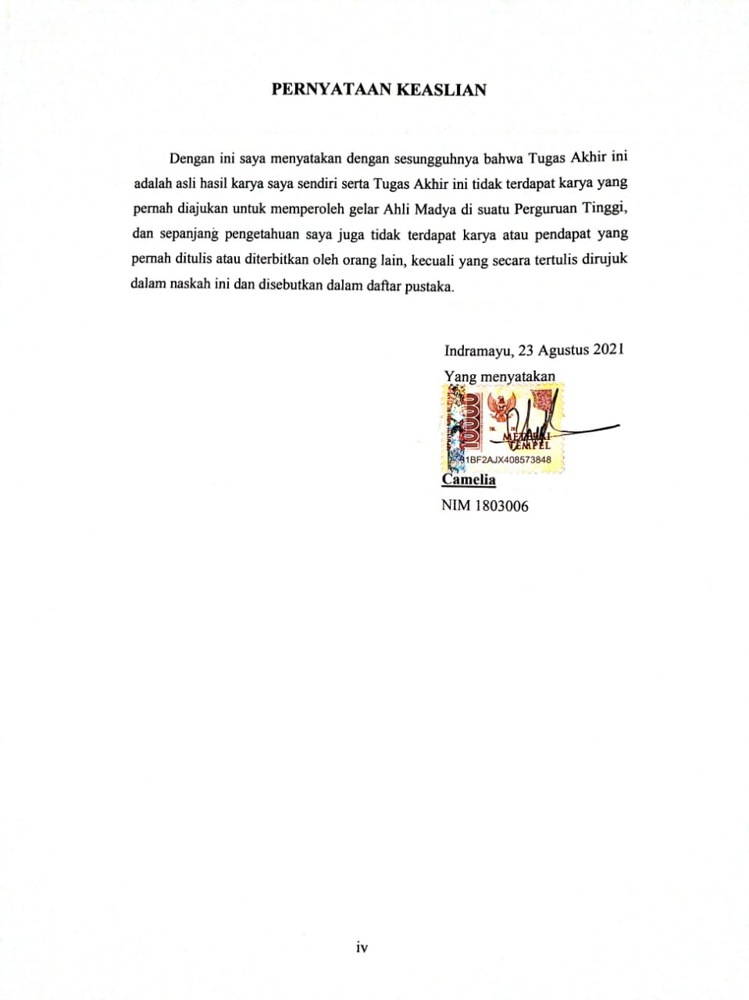 PERNYATAAN KEASLIAN
Dengan ini saya menyatakan dengan sesungguhnya bahwa Tugas Akhir ini
adalah asli hasil karya saya sendiri serta Tugas Akhir ini tidak terdapat karya yang
pernah diajukan untuk memperoleh gelar Ahli Madya di suatu Perguruan Tinggi,
dan sepanjang pengetahuan saya juga tidak terdapat karya atau pendapat yang
pernah ditulis atau diterbitkan oleh orang lain, kecuali yang secara tertulis dirujuk
dalam naskah ini dan disebutkan dalam daftar pustaka.
Indramayu, 23 Agustus 2021
Yang menyatakan
10000
METERAI
TEMPEL
1BF2AJX408573848
Camelia
NIM 1803006
iv